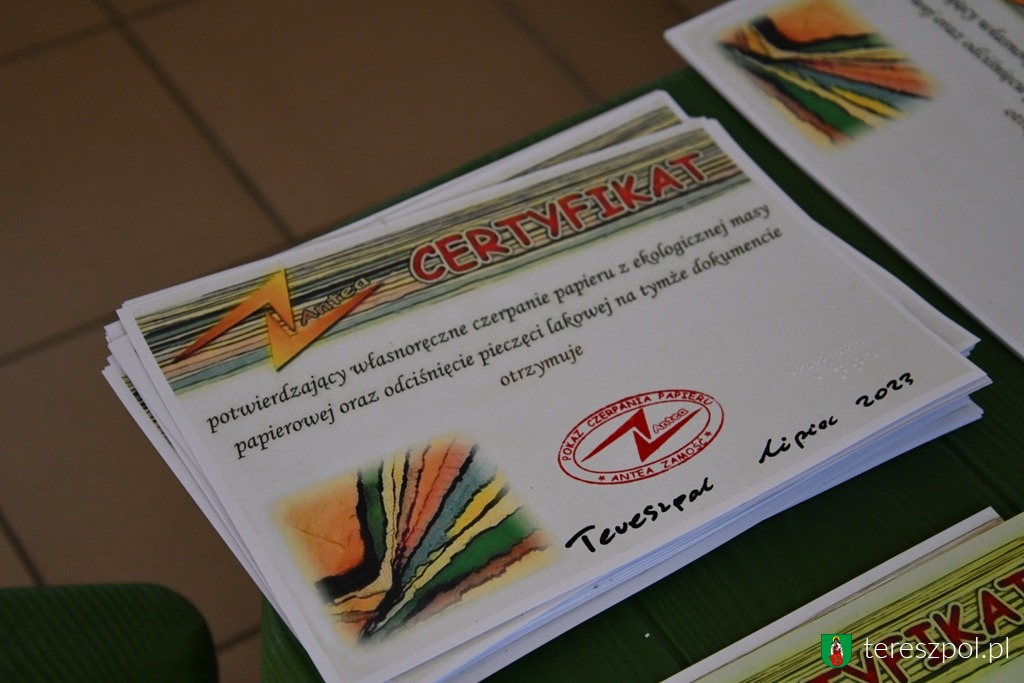 CERTYFIKAT
Antea
potwierdzający własnoręczne czerpanie papieru z ekologicznej masy
papierowej oraz odciśnięcie pieczęci lakowej na tymże dokumencie
otrzymuje
POKAZ CZERPANIA PAPIERU
Antea
* ANTEA ZAMOŚĆ *
Tereszpol lipiec 2023
TYFIKAT
tereszpol.pl